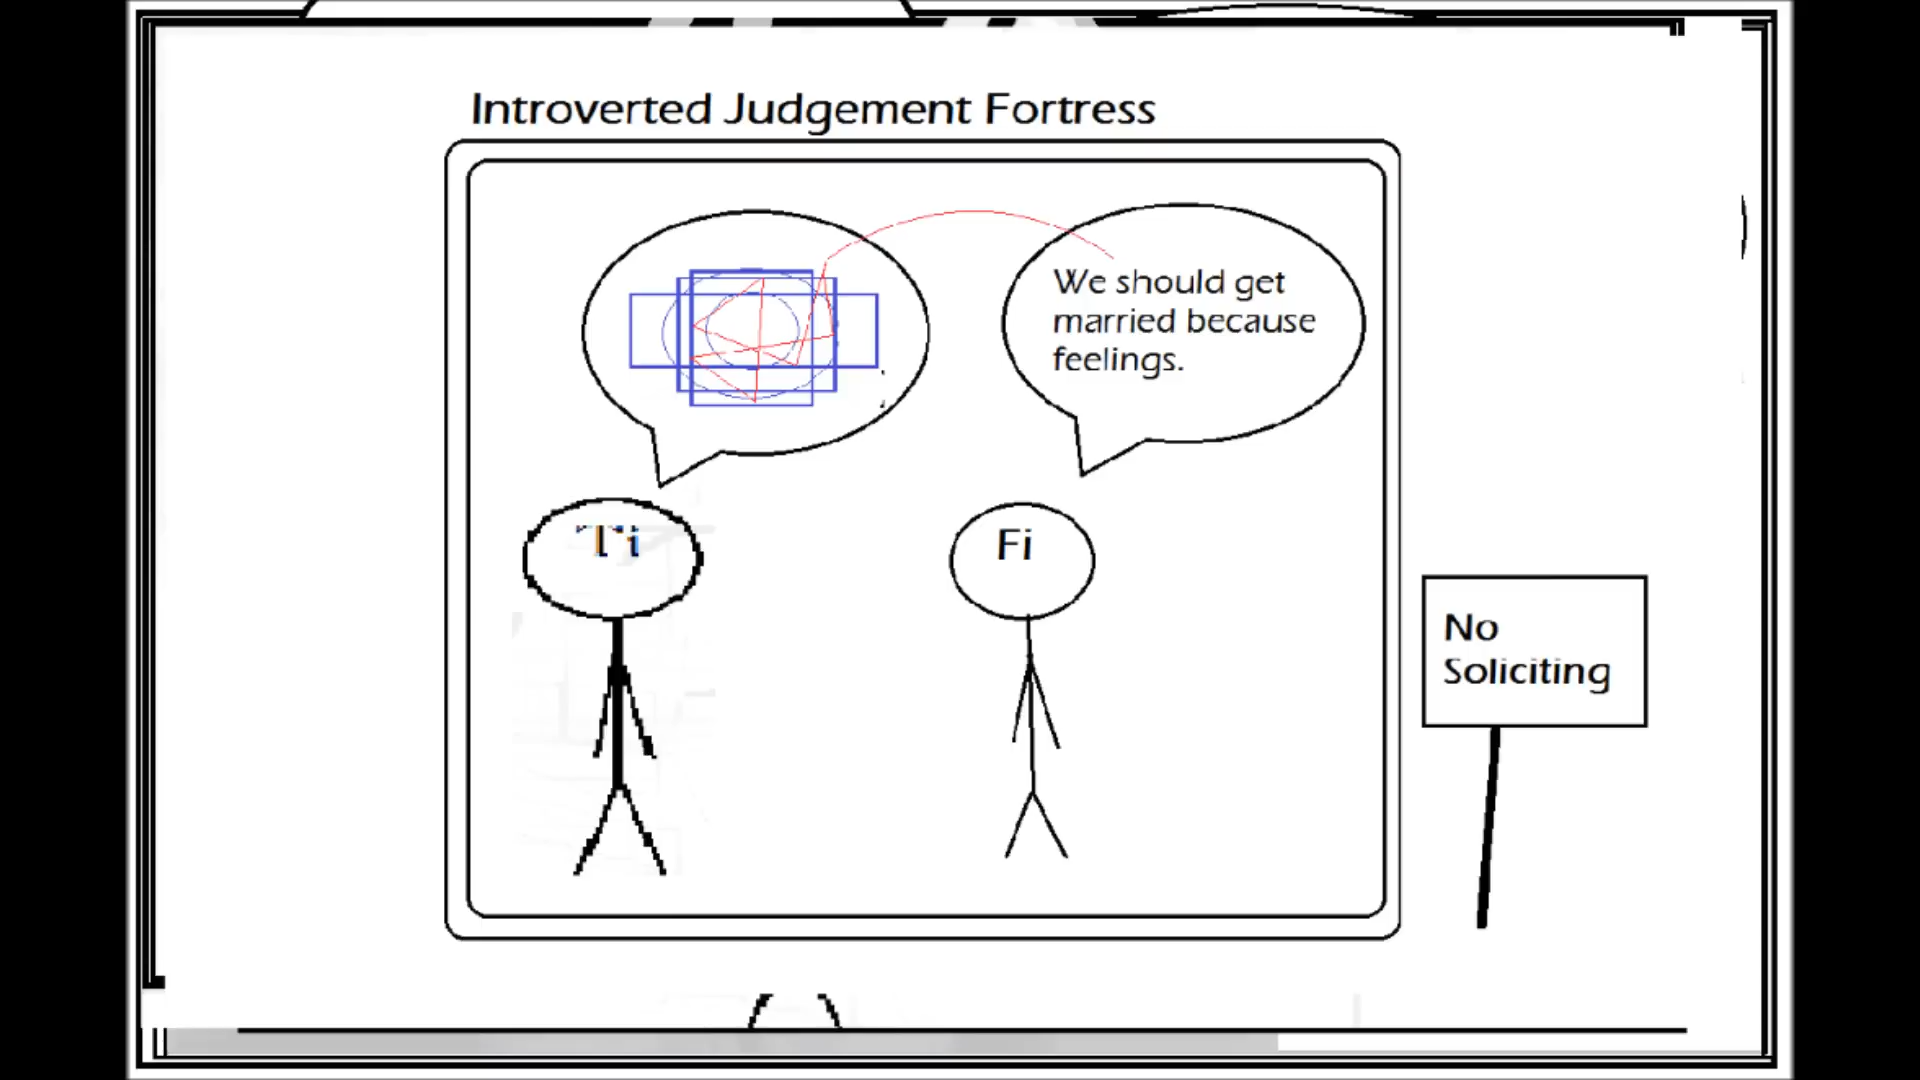 Introverted Judgement Fortress
We should get
married because
feelings.
Ti
Fi
No
Soliciting